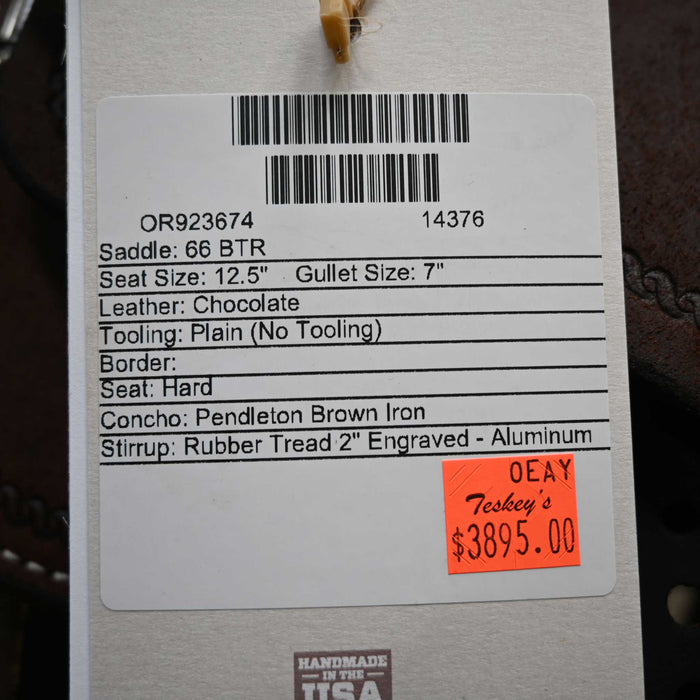 OR923674 14376
Saddle: 66 BTR
Seat Size: 12.5" Gullet Size: 7"
Leather: Chocolate
Tooling: Plain (No Tooling)
Border:
Seat: Hard
Concho: Pendleton Brown Iron
Stirrup: Rubber Tread 2" Engraved - Aluminum
OEAY
Teskey's
$3895.00
HANDMADE
IN THE
USA